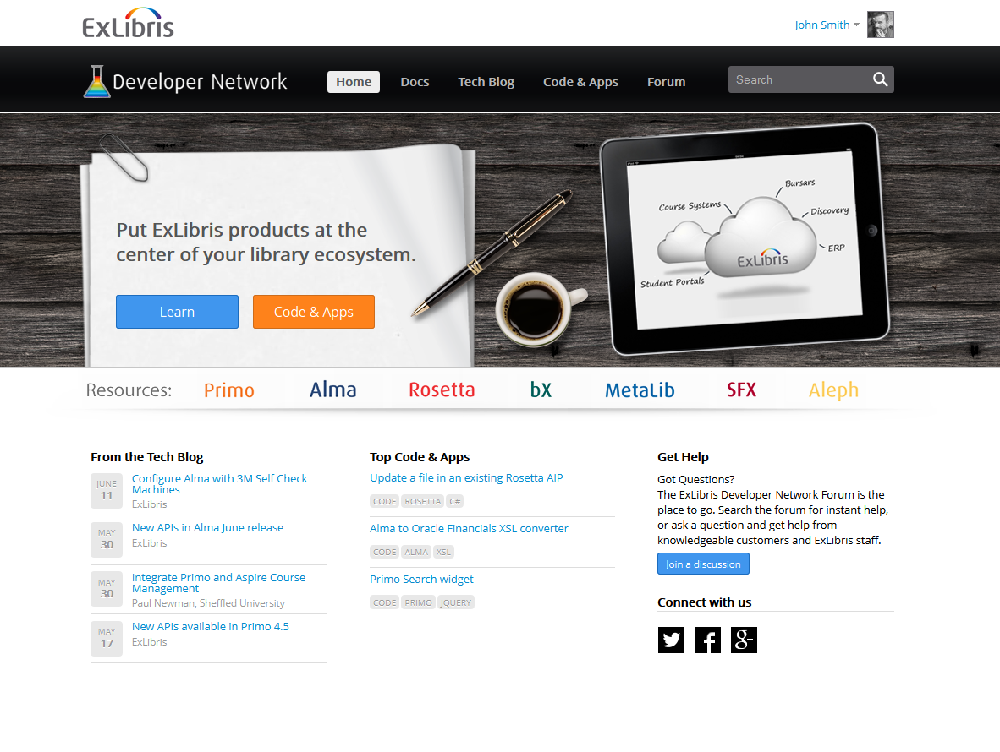 ExLibris
John Smith
Developer Network
Home
Docs
Tech Blog
Code & Apps
Forum
Search
Put ExLibris products at the
center of your library ecosystem.
Learn
Code & Apps
Bursars
Course Systems
Discovery
ERP
ExLibris
Student Portals
Resources:
Primo
Alma
Rosetta
bX
MetaLib
SFX
Aleph
From the Tech Blog
JUNE
11
Configure Alma with 3M Self Check
Machines
ExLibris
MAY
30
New APIs in Alma June release
ExLibris
MAY
30
Integrate Primo and Aspire Course
Management
Paul Newman, Sheffled University
MAY
17
New APIs available in Primo 4.5
ExLibris
Top Code & Apps
Update a file in an existing Rosetta AIP
CODE ROSETTA C#
Alma to Oracle Financials XSL converter
CODE ALMA XSL
Primo Search widget
CODE PRIMO JQUERY
Get Help
Got Questions?
The ExLibris Developer Network Forum is the
place to go. Search the forum for instant help,
or ask a question and get help from
knowledgeable customers and ExLibris staff.
Join a discussion
Connect with us